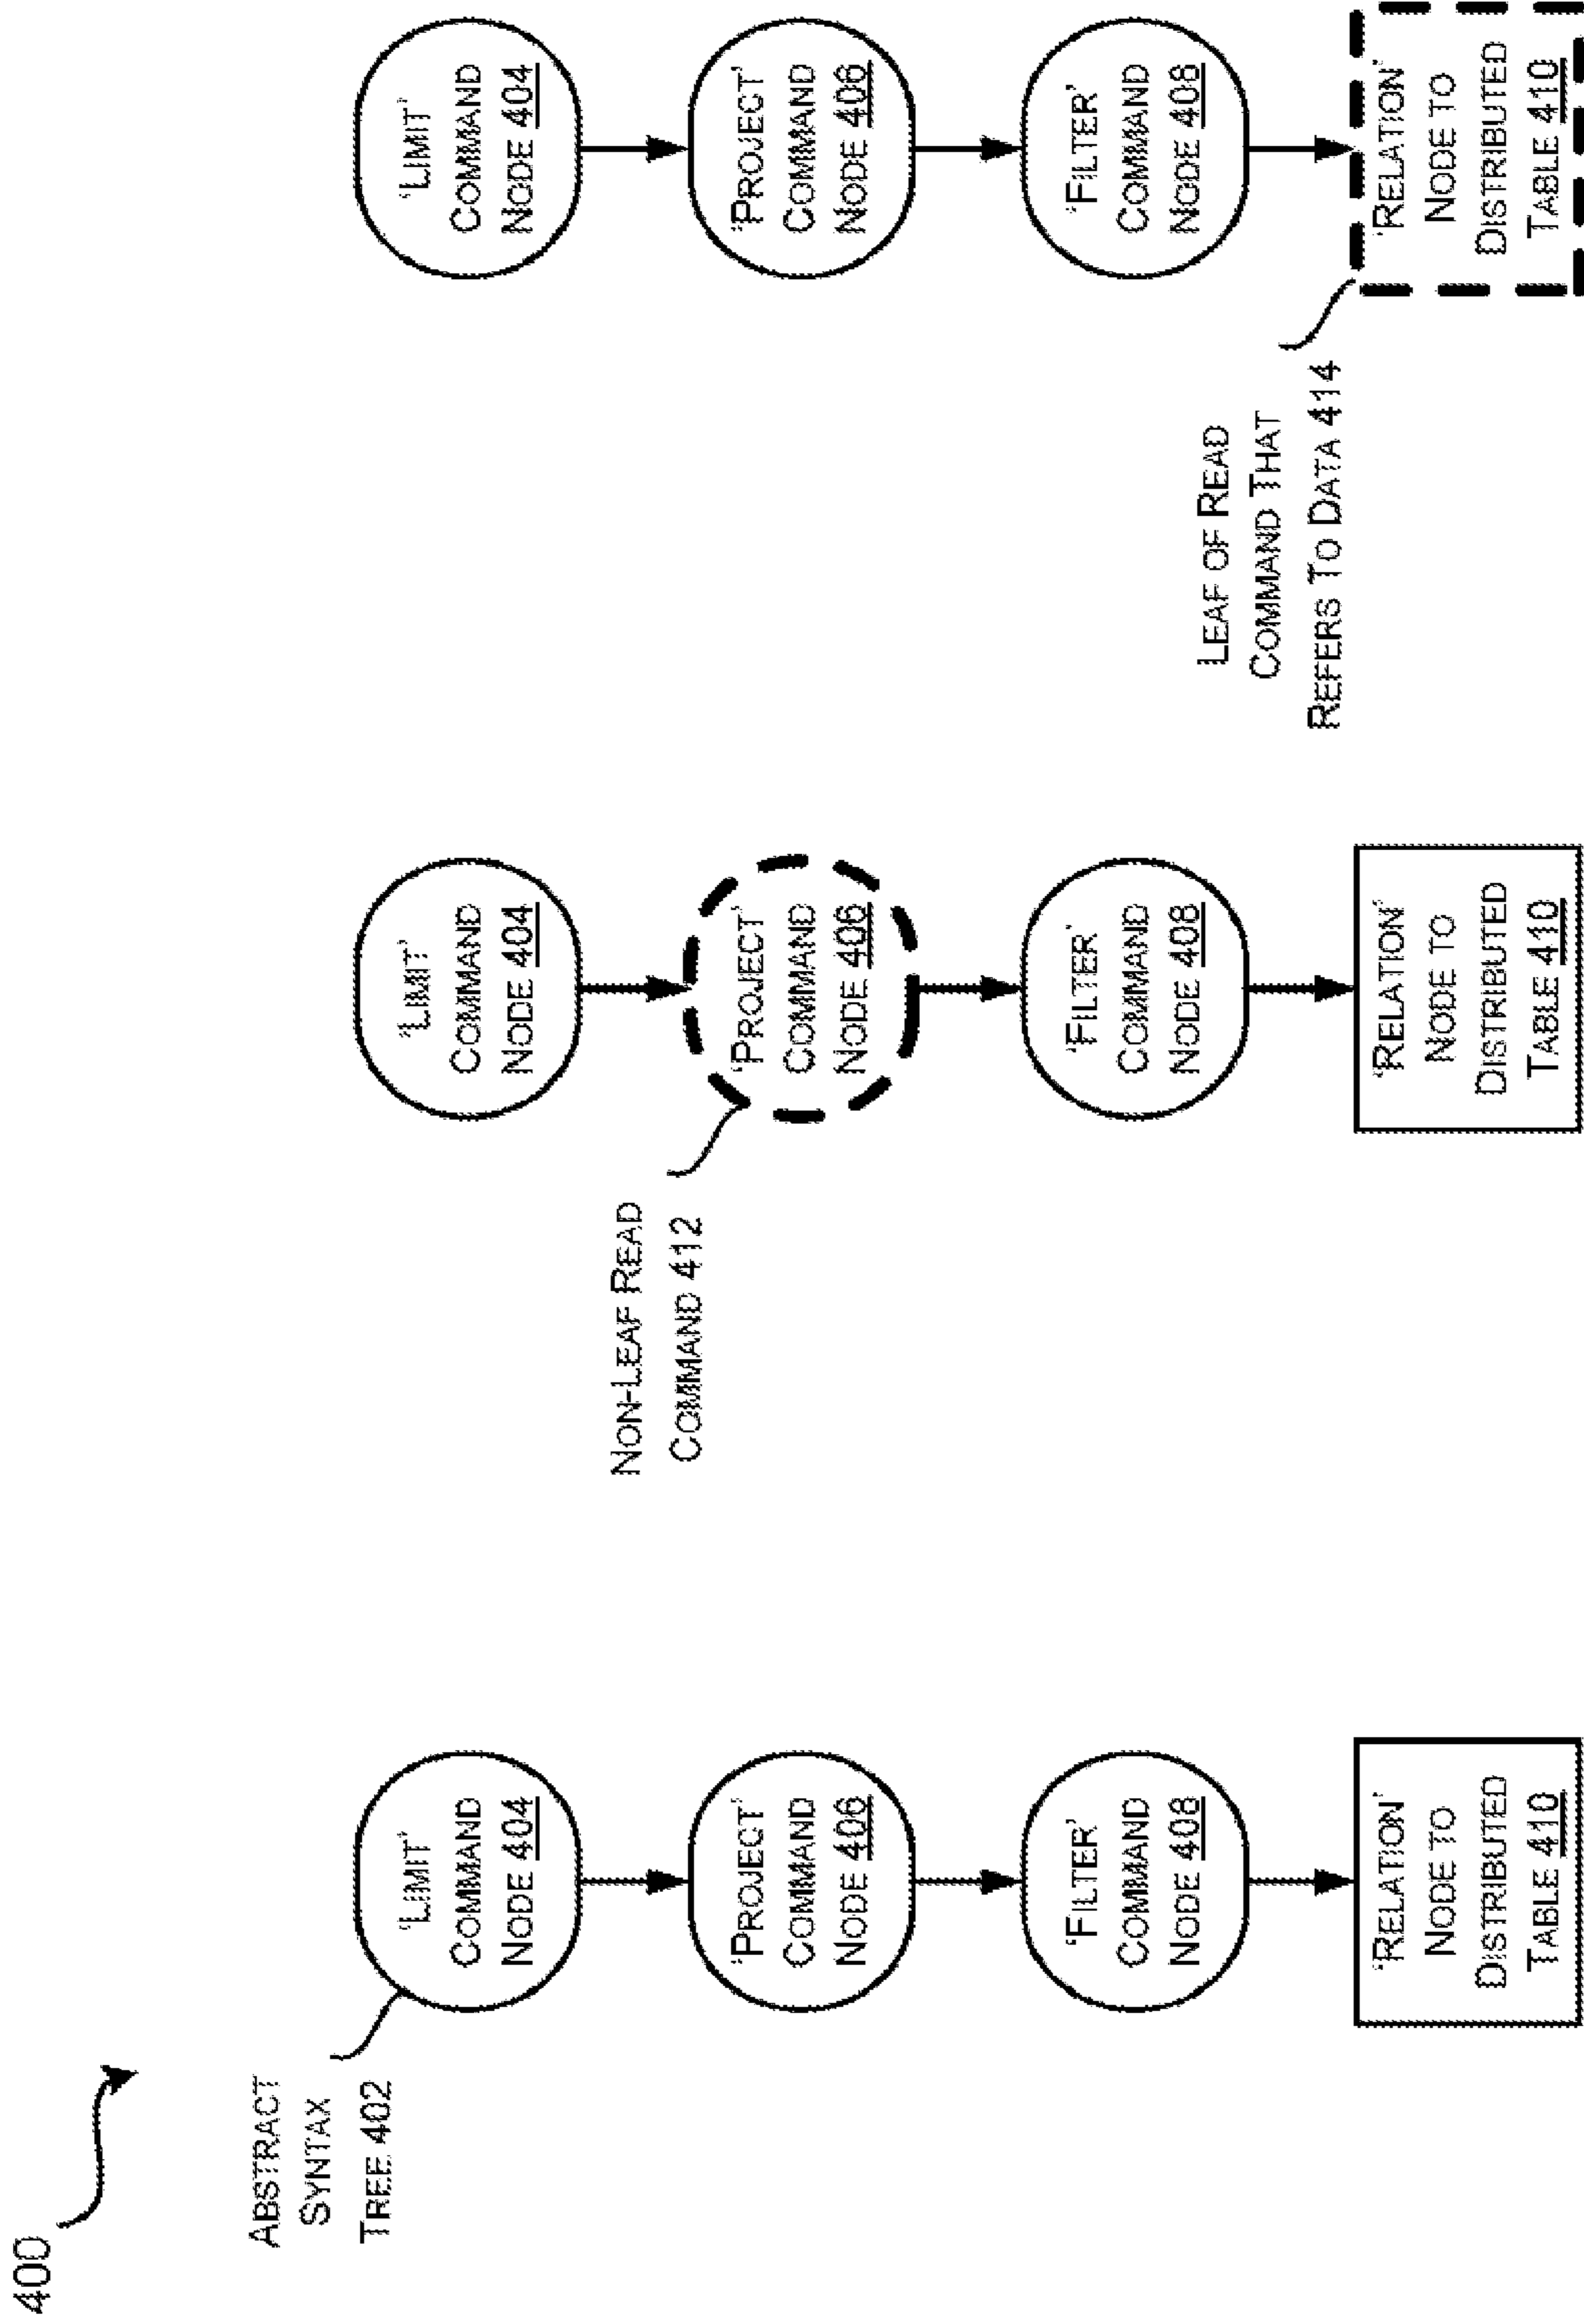 400
ABSTRACT
SYNTAX
TREE 402
'LIMIT'
COMMAND
NODE 404
'PROJECT'
COMMAND
NODE 406
'FILTER'
COMMAND
NODE 408
'RELATION'
NODE TO
DISTRIBUTED
TABLE 410
NON-LEAF READ
COMMAND 412
'LIMIT'
COMMAND
NODE 404
'PROJECT'
COMMAND
NODE 406
'FILTER'
COMMAND
NODE 408
'RELATION'
NODE TO
DISTRIBUTED
TABLE 410
LEAF OF READ
COMMAND THAT
REFERS TO DATA 414
'LIMIT'
COMMAND
NODE 404
'PROJECT'
COMMAND
NODE 406
'FILTER'
COMMAND
NODE 408
'RELATION'
NODE TO
DISTRIBUTED
TABLE 410